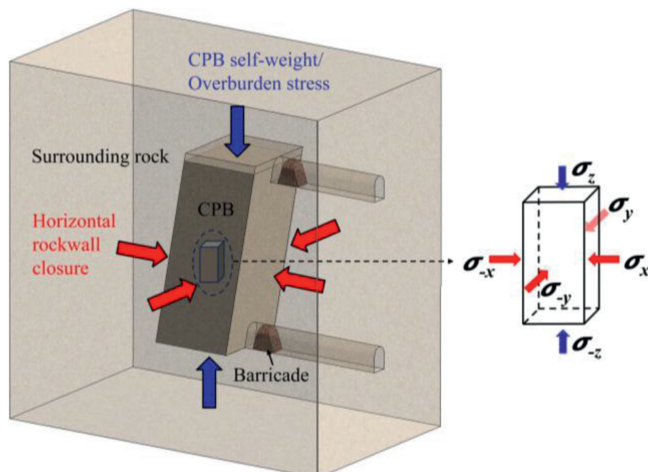 CPB self-weight/
Overburden stress
Surrounding rock
CPB
Horizontal
rockwall
closure
Barricade
σz
σy
σ-x
σx
σ-y
σ-z